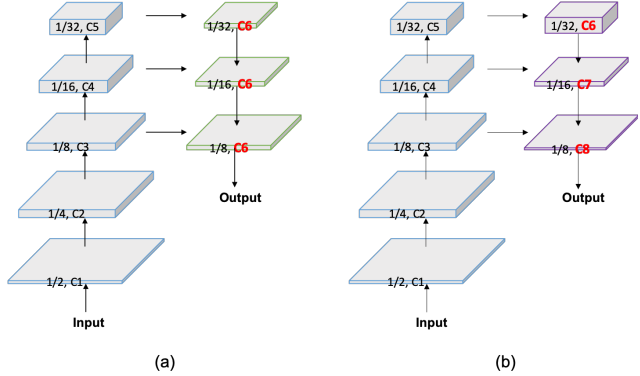 1/32, C5
1/32, C6
1/16, C4
1/16, C6
1/8, C3
1/8, C6
1/4, C2
Output
1/2, C1
Input
(a)
1/32, C5
1/32, C6
1/16, C4
1/16, C7
1/8, C3
1/8, C8
1/4, C2
Output
1/2, C1
Input
(b)